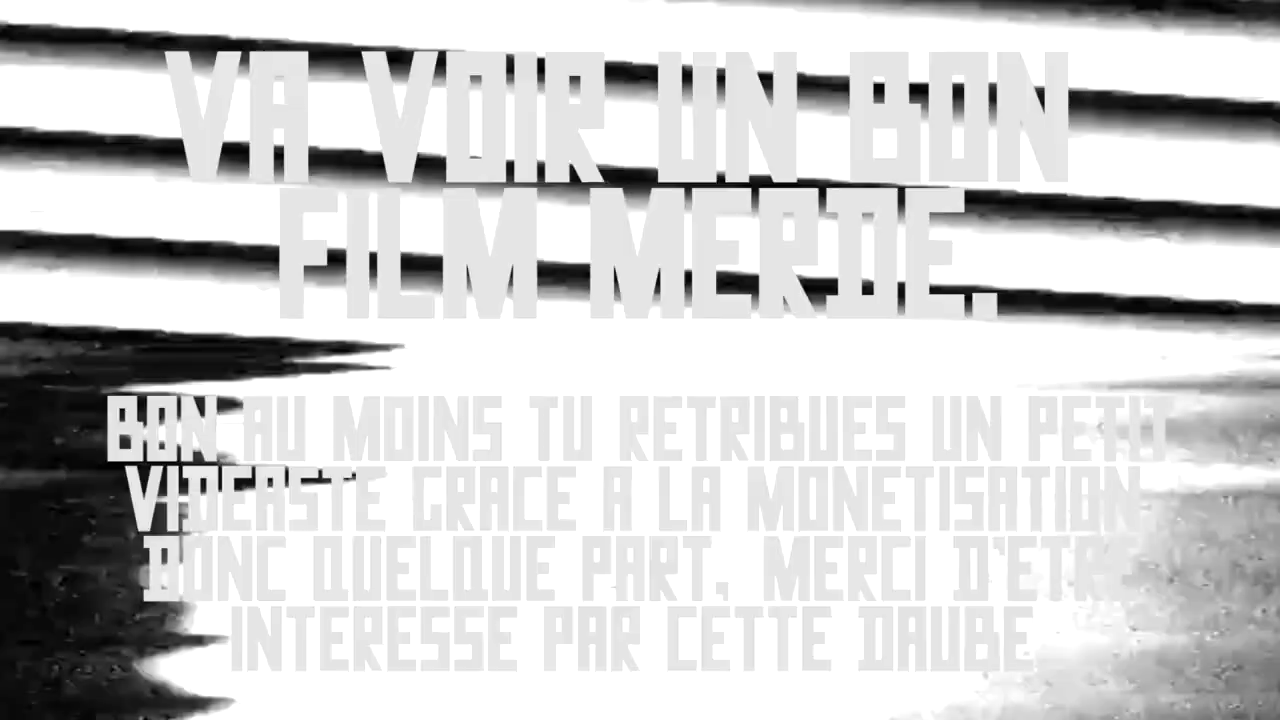 VA VOIR UN BON
FILM MERDE.
BON AU MOINS TU RETRIBUES UN PETIT
VIDEASTE GRACE A LA MONETISATION
DONC QUELQUE PART, MERCI D'ETRE
INTERESSE PAR CETTE DAUBE.